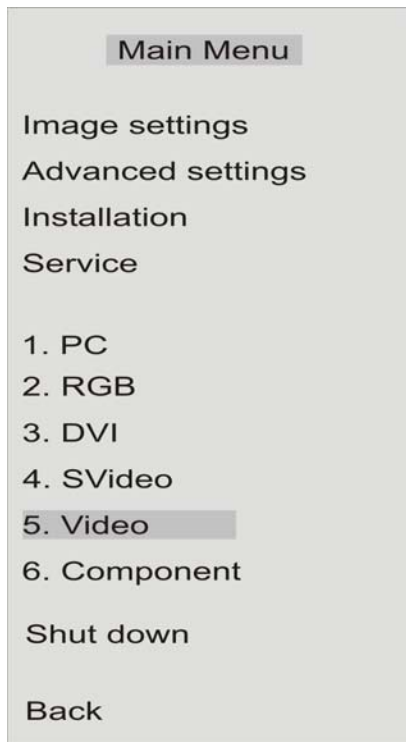 Main Menu
Image settings
Advanced settings
Installation
Service
1. PC
2. RGB
3. DVI
4. SVideo
5. Video
6. Component
Shut down
Back